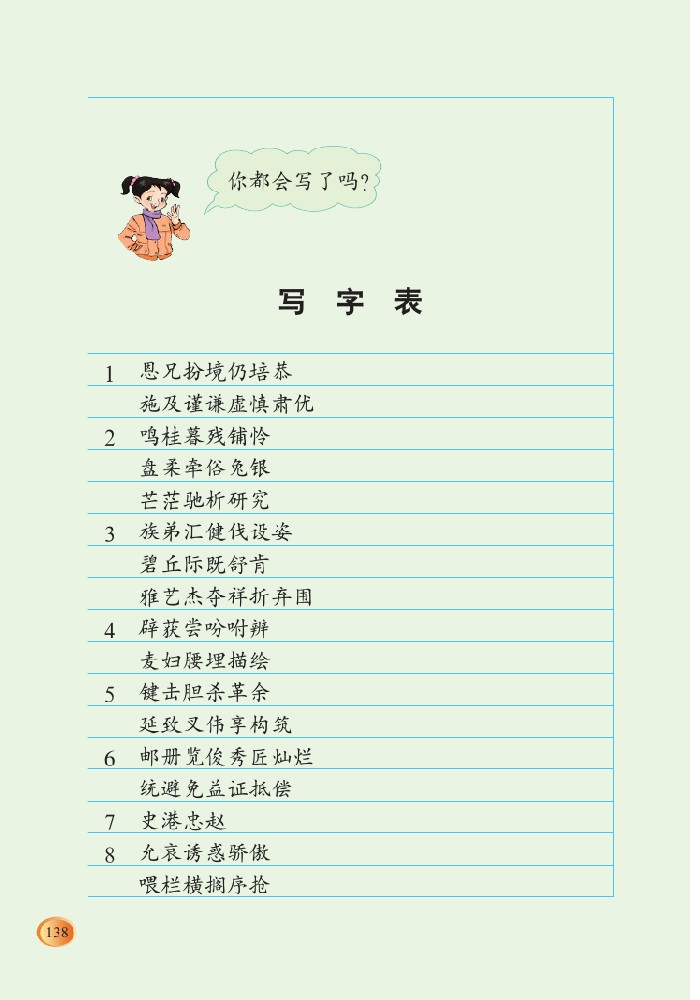 你都会写了吗？
写 字 表
1 恩兄扮境仍培恭
施及谨谦虚慎肃优
2 鸣桂暮残铺怜
盘柔牵俗兔银
芒茫驰析研究
3 族弟汇健伐设姿
碧丘际既舒肯
雅艺杰夺祥折弃围
4 辟获尝吩咐辨
麦妇腰埋描绘
5 键击胆杀革余
延致叉伟享构筑
6 邮册览俊秀匠灿烂
统避免益证抵偿
7 史港忠赵
8 允哀诱惑骄傲
喂栏横搁序抢
138